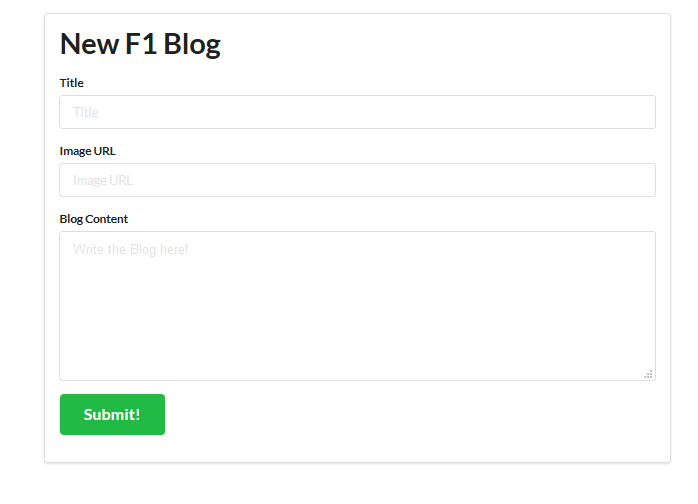 New F1 Blog
Title
Title
Image URL
Image URL
Blog Content
Write the Blog here!
Submit!